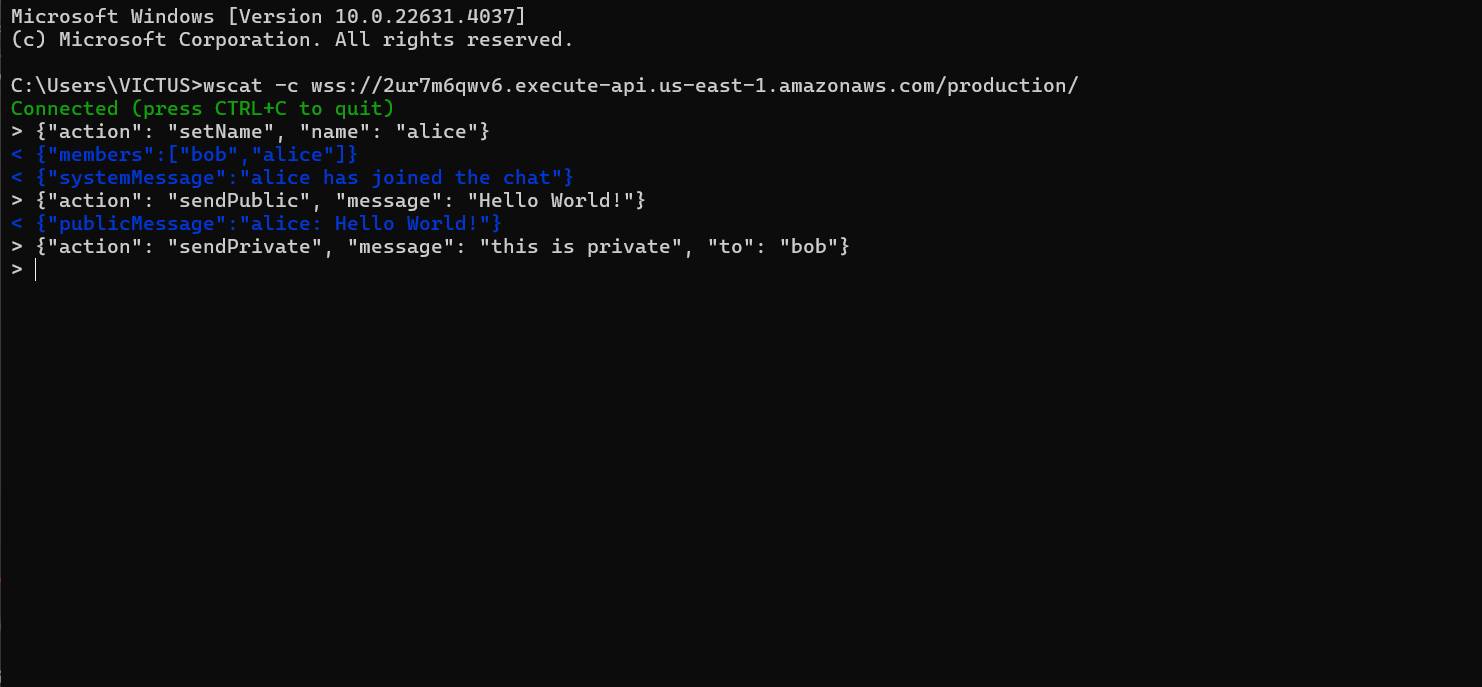 Microsoft Windows [Version 10.0.22631.4037]
(c) Microsoft Corporation. All rights reserved.
C:\Users\VICTUS>wscat -c wss://2ur7m6qwv6.execute-api.us-east-1.amazonaws.com/production/
Connected (press CTRL+C to quit)
> {"action": "setName", "name": "alice"}
< {"members":["bob","alice"]}
< {"systemMessage":"alice has joined the chat"}
> {"action": "sendPublic", "message": "Hello World!"}
< {"publicMessage":"alice: Hello World!"}
> {"action": "sendPrivate", "message": "this is private", "to": "bob"}
>